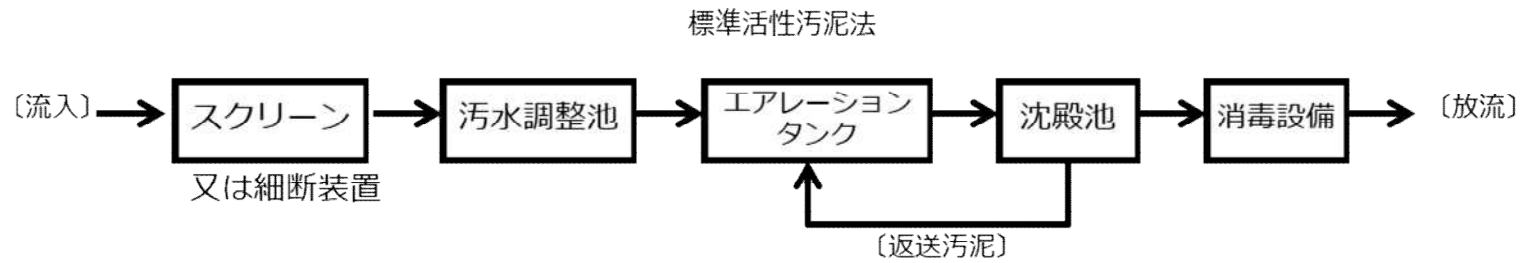 標準活性汚泥法
〔流入〕
スクリーン
又は細断装置
汚水調整池
エアレーション
タンク
沈殿池
消毒設備
〔放流〕
〔返送汚泥〕